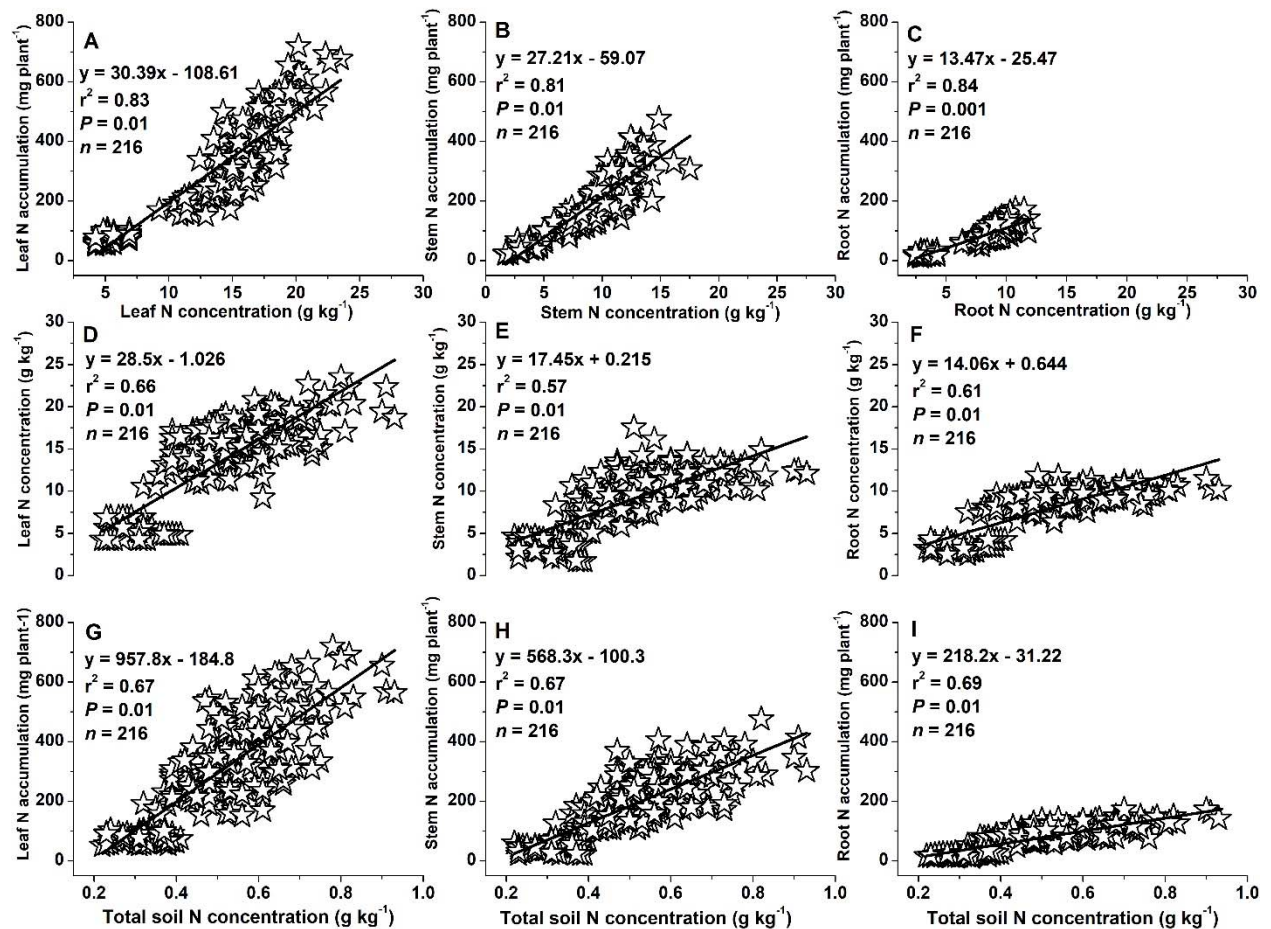 A
y = 30.39x - 108.61
r² = 0.83
P = 0.01
n = 216
Leaf N accumulation (mg plant⁻¹)
800
600
400
200
0
5 10 15 20 25 30
Leaf N concentration (g kg⁻¹)
B
y = 27.21x - 59.07
r² = 0.81
P = 0.01
n = 216
Stem N accumulation (mg plant⁻¹)
800
600
400
200
0
0 5 10 15 20 25 30
Stem N concentration (g kg⁻¹)
C
y = 13.47x - 25.47
r² = 0.84
P = 0.001
n = 216
Root N accumulation (mg plant⁻¹)
800
600
400
200
0
5 10 15 20 25 30
Root N concentration (g kg⁻¹)
D
y = 28.5x - 1.026
r² = 0.66
P = 0.01
n = 216
Leaf N concentration (g kg⁻¹)
30
25
20
15
10
5
0
E
y = 17.45x + 0.215
r² = 0.57
P = 0.01
n = 216
Stem N concentration (g kg⁻¹)
30
25
20
15
10
5
0
F
y = 14.06x + 0.644
r² = 0.61
P = 0.01
n = 216
Root N concentration (g kg⁻¹)
30
25
20
15
10
5
0
G
y = 957.8x - 184.8
r² = 0.67
P = 0.01
n = 216
Leaf N accumulation (mg plant-1)
800
600
400
200
0
0.2 0.4 0.6 0.8 1.0
Total soil N concentration (g kg⁻¹)
H
y = 568.3x - 100.3
r² = 0.67
P = 0.01
n = 216
Stem N accumulation (mg plant⁻¹)
800
600
400
200
0
0.2 0.4 0.6 0.8 1.0
Total soil N concentration (g kg⁻¹)
I
y = 218.2x - 31.22
r² = 0.69
P = 0.01
n = 216
Root N accumulation (mg plant⁻¹)
800
600
400
200
0
0.2 0.4 0.6 0.8 1.0
Total soil N concentration (g kg⁻¹)